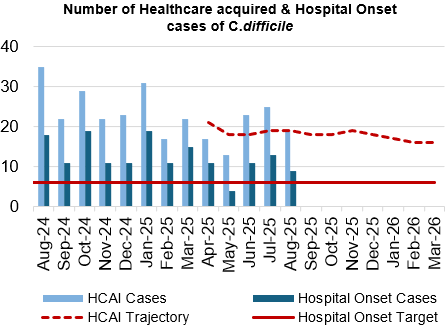 Number of Healthcare acquired & Hospital Onset
cases of C.difficile
40
30
20
10
0
Aug-24
Sep-24
Oct-24
Nov-24
Dec-24
Jan-25
Feb-25
Mar-25
Apr-25
May-25
Jun-25
Jul-25
Aug-25
Sep-25
Oct-25
Nov-25
Dec-25
Jan-26
Feb-26
Mar-26
HCAI Cases
Hospital Onset Cases
HCAI Trajectory
Hospital Onset Target